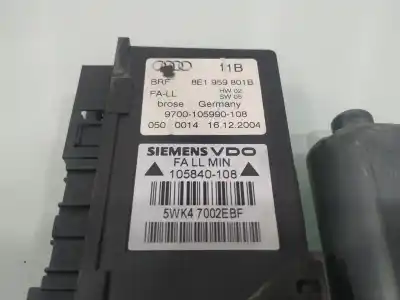 11B
BRF 8E1 959 801B
FA-LL HW 02
SW 05
brose Germany
9700-105990-108
050 0014 16.12.2004
SIEMENS VDO
FA LL MIN
105840-108
5WK4 7002EBF